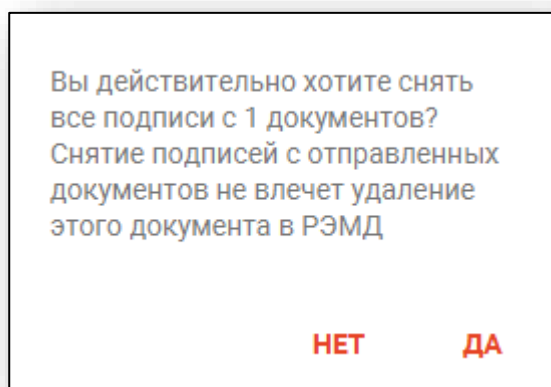 Вы действительно хотите снять
все подписи с 1 документов?
Снятие подписей с отправленных
документов не влечет удаление
этого документа в РЭМД
НЕТ ДА